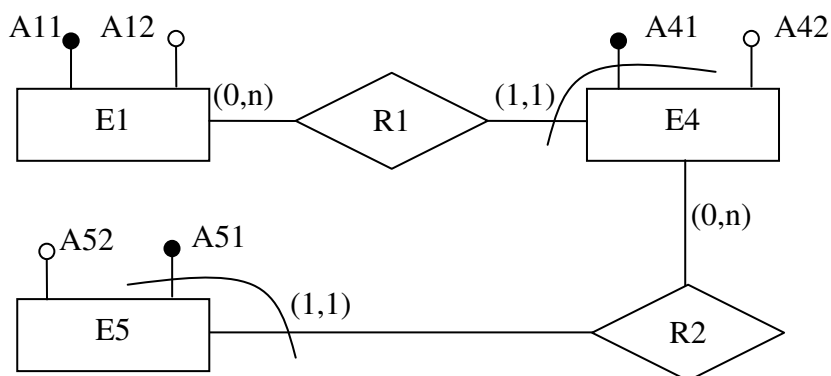 A11 A12 A41 A42
(0,n) (1,1)
E1 R1 E4
(0,n)
A52 A51
(1,1)
E5 R2